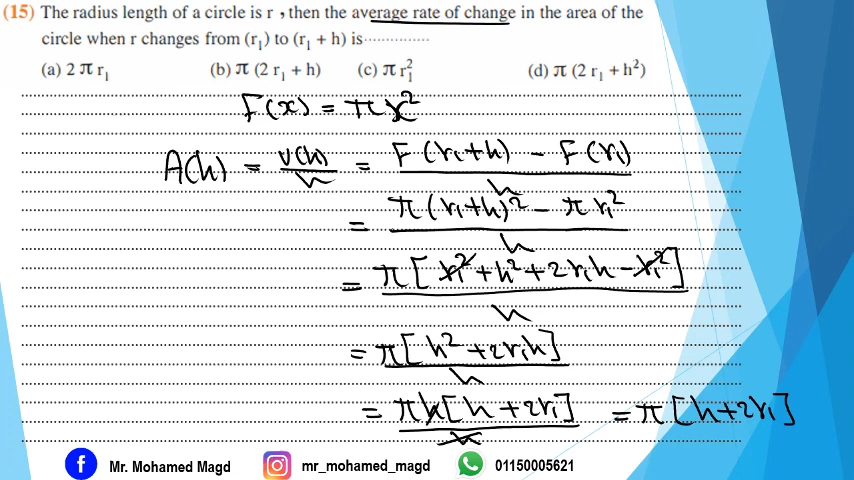 (15) The radius length of a circle is r , then the average rate of change in the area of the
circle when r changes from (r₁) to (r₁ + h) is ...............
(a) 2 π r₁ (b) π (2 r₁ + h) (c) π r₁² (d) π (2 r₁ + h²)
F(x) = πx²
A(h) = V(h)/h = (F(r₁+h) - F(r₁))/h
= (π(r₁+h)² - πr₁²)/h
= π[r₁² + h² + 2r₁h - r₁²]/h
= π[h² + 2r₁h]/h
= πh[h + 2r₁]/h = π[h+2r₁]
Mr. Mohamed Magd mr_mohamed_magd 01150005621